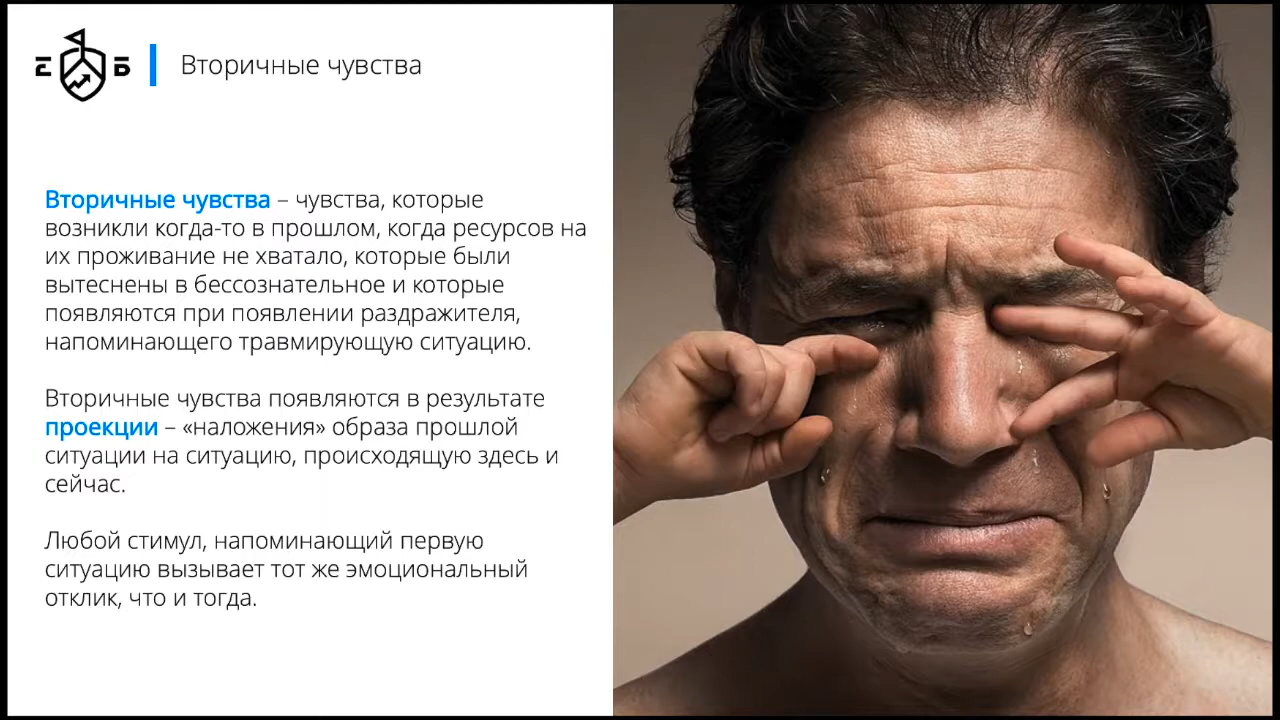 Є Б
Вторичные чувства
Вторичные чувства – чувства, которые
возникли когда-то в прошлом, когда ресурсов на
их проживание не хватало, которые были
вытеснены в бессознательное и которые
появляются при появлении раздражителя,
напоминающего травмирующую ситуацию.
Вторичные чувства появляются в результате
проекции – «наложения» образа прошлой
ситуации на ситуацию, происходящую здесь и
сейчас.
Любой стимул, напоминающий первую
ситуацию вызывает тот же эмоциональный
отклик, что и тогда.